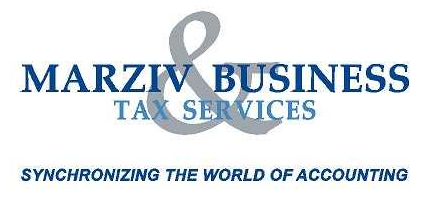 MARZIV & BUSINESS
TAX SERVICES
SYNCHRONIZING THE WORLD OF ACCOUNTING